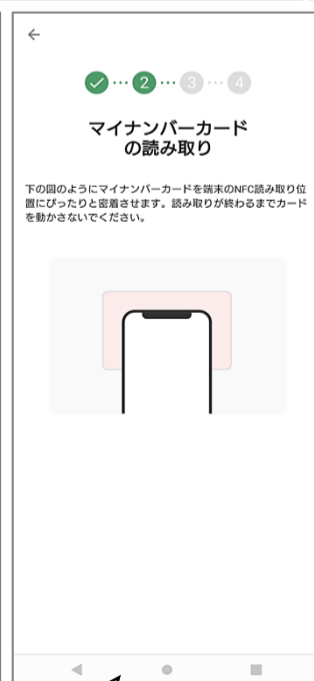 2
3
4
マイナンバーカード
の読み取り
下の図のようにマイナンバーカードを端末のNFC読み取り位
置にぴったりと密着させます。読み取りが終わるまでカード
を動かさないでください。